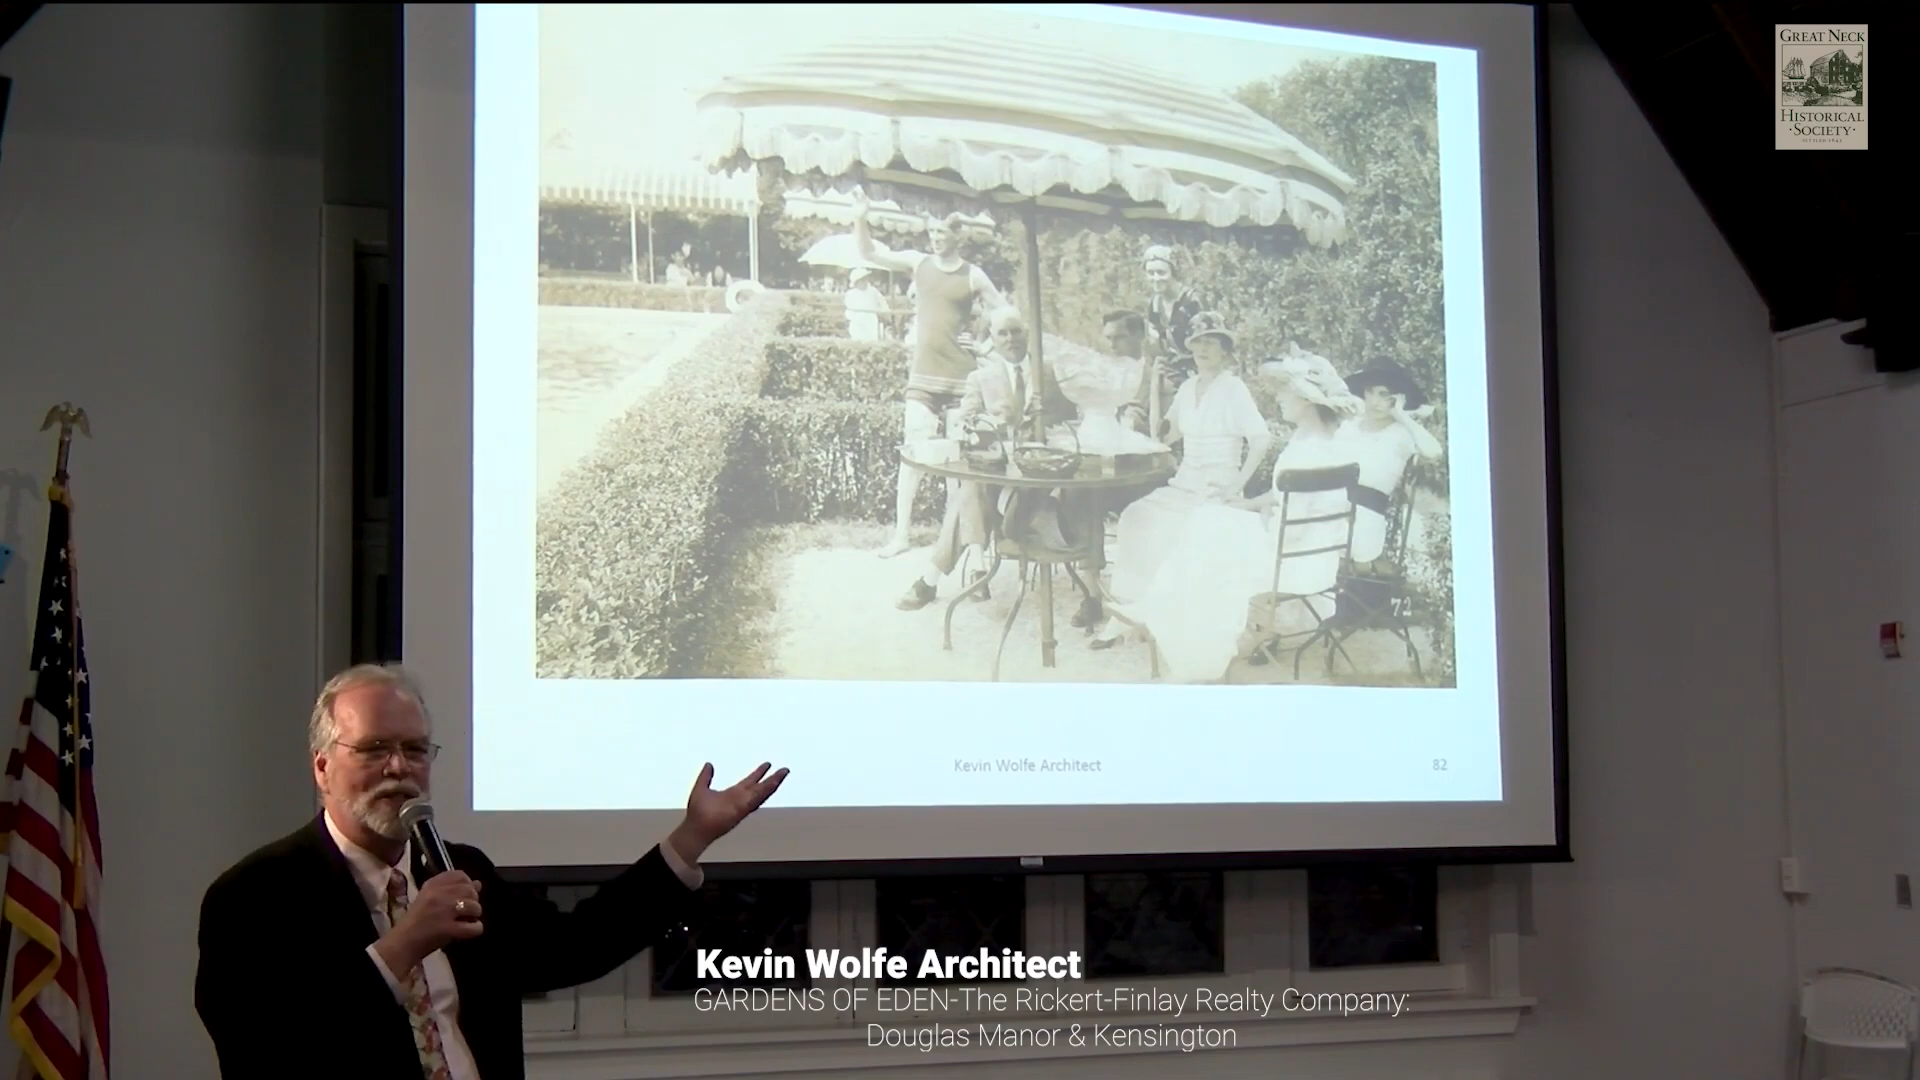 GREAT NECK
HISTORICAL
·SOCIETY·
72
Kevin Wolfe Architect
82
Kevin Wolfe Architect
GARDENS OF EDEN-The Rickert-Finlay Realty Company:
Douglas Manor & Kensington